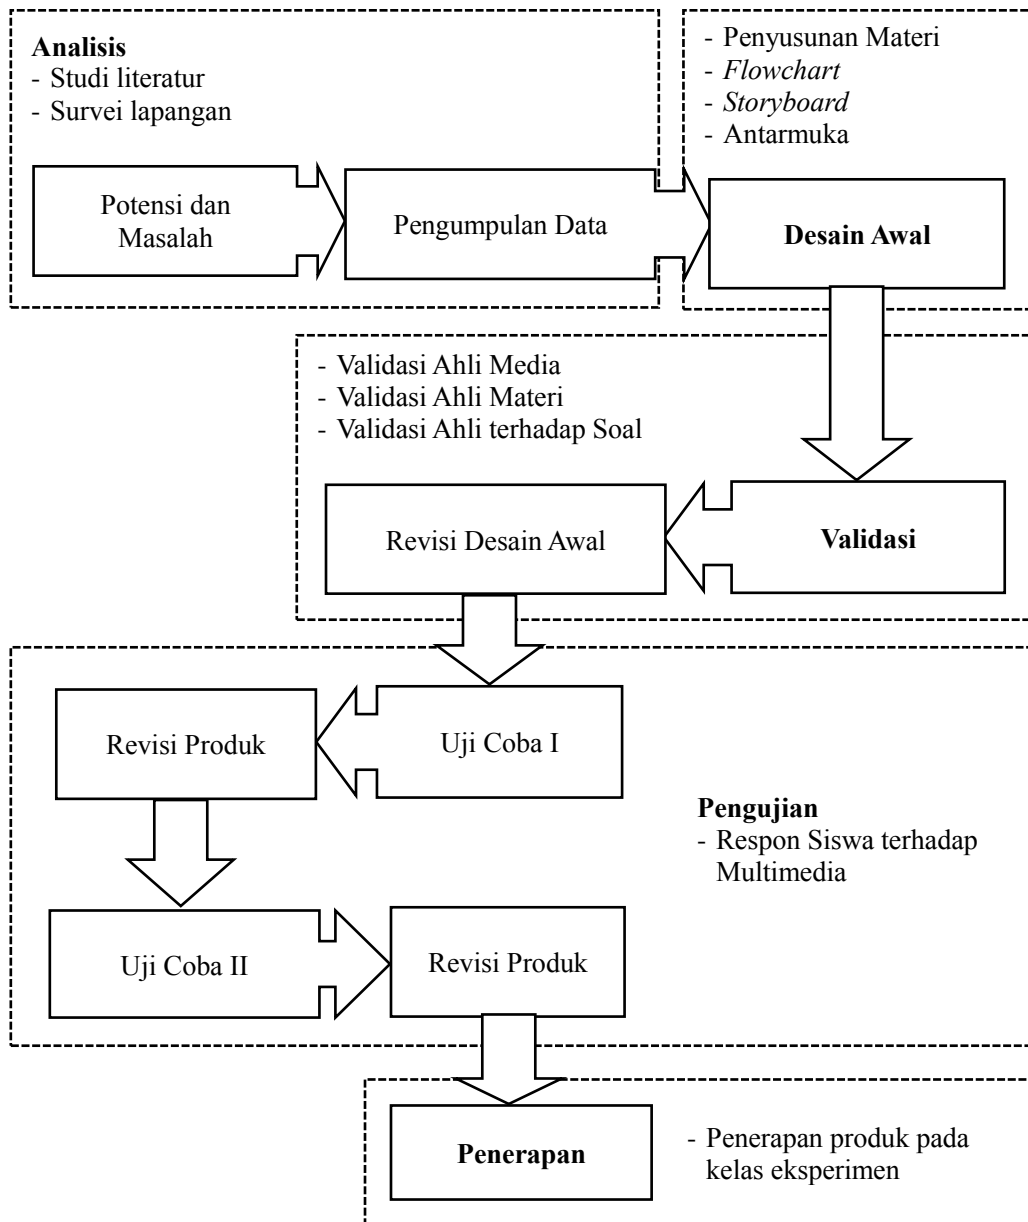 Analisis
- Studi literatur
- Survei lapangan
Potensi dan
Masalah
Pengumpulan Data
- Penyusunan Materi
- Flowchart
- Storyboard
- Antarmuka
Desain Awal
- Validasi Ahli Media
- Validasi Ahli Materi
- Validasi Ahli terhadap Soal
Validasi
Revisi Desain Awal
Uji Coba I
Revisi Produk
Pengujian
- Respon Siswa terhadap
Multimedia
Uji Coba II
Revisi Produk
Penerapan
- Penerapan produk pada
kelas eksperimen